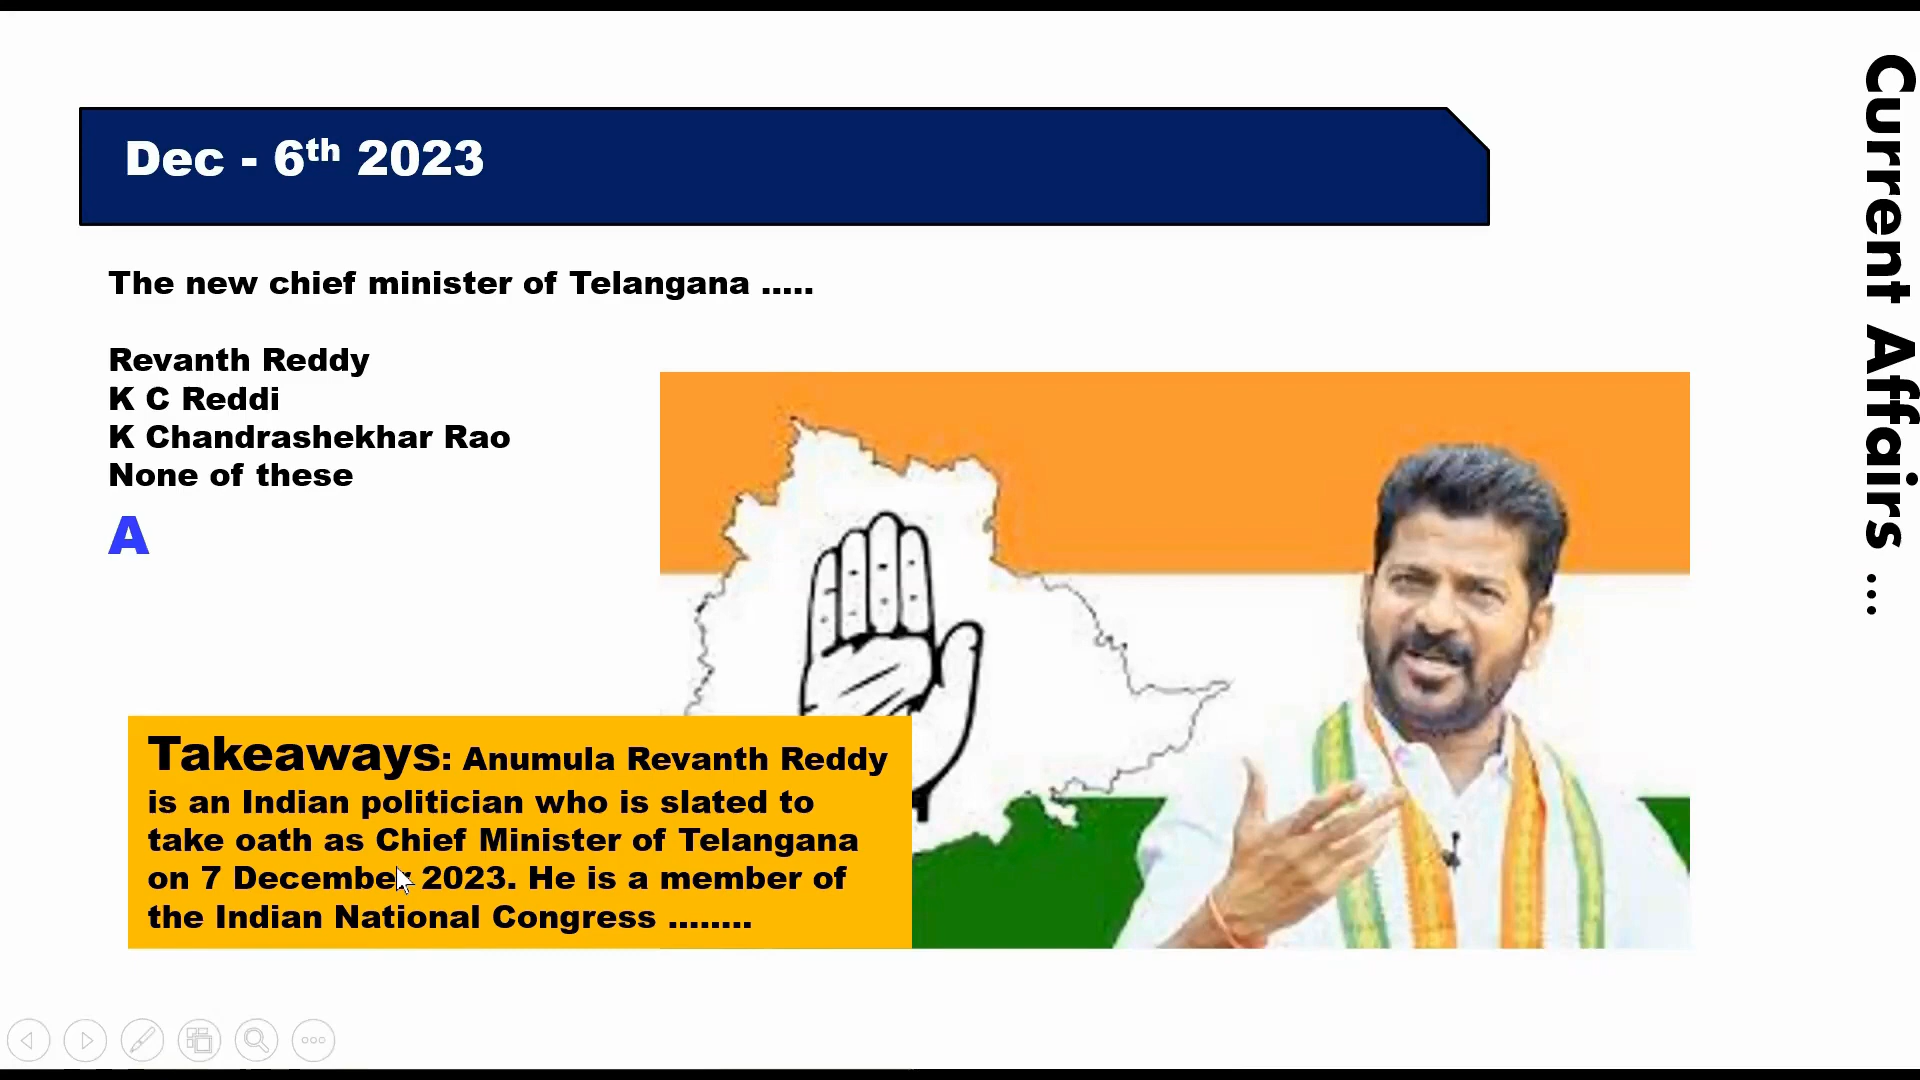 Dec - 6th 2023
The new chief minister of Telangana .....
Revanth Reddy
K C Reddi
K Chandrashekhar Rao
None of these
A
Takeaways: Anumula Revanth Reddy
is an Indian politician who is slated to
take oath as Chief Minister of Telangana
on 7 December 2023. He is a member of
the Indian National Congress ........
Current Affairs ...